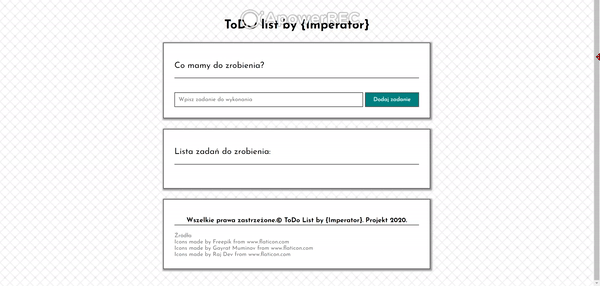 ApowerREC
ToDo list by {Imperator}
Co mamy do zrobienia?
Wpisz zadanie do wykonania
Dodaj zadanie
Lista zadań do zrobienia:
Wszelkie prawa zastrzeżone.© ToDo List by {Imperator}. Projekt 2020.
Źródła:
Icons made by Freepik from www.flaticon.com
Icons made by Gayrat Muminov from www.flaticon.com
Icons made by Raj Dev from www.flaticon.com